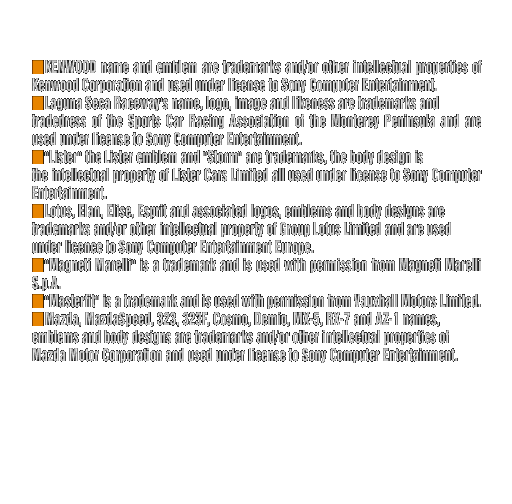 KENWOOD name and emblem are trademarks and/or other intellectual properties of
Kenwood Corporation and used under license to Sony Computer Entertainment.
Laguna Seca Raceway's name, logo, image and likeness are trademarks and
tradedress of the Sports Car Racing Association of the Monterey Peninsula and are
used under license to Sony Computer Entertainment.
"Lister" the Lister emblem and "Storm" are trademarks, the body design is
the intellectual property of Lister Cars Limited all used under license to Sony Computer
Entertainment.
Lotus, Elan, Elise, Esprit and associated logos, emblems and body designs are
trademarks and/or other intellectual property of Group Lotus Limited and are used
under licence to Sony Computer Entertainment Europe.
"Magneti Marelli" is a trademark and is used with permission from Magneti Marelli
S.p.A.
"Masterfit" is a trademark and is used with permission from Vauxhall Motors Limited.
Mazda, MazdaSpeed, 323, 323F, Cosmo, Demio, MX-5, RX-7 and AZ-1 names,
emblems and body designs are trademarks and/or other intellectual properties of
Mazda Motor Corporation and used under license to Sony Computer Entertainment.